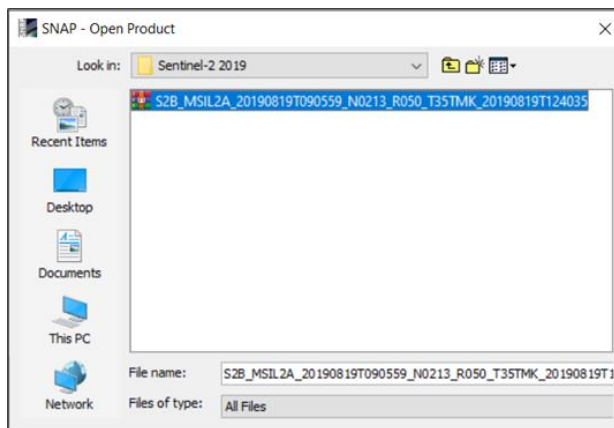 SNAP - Open Product
Look in: Sentinel-2 2019
S2B_MSIL2A_20190819T090559_N0213_R050_T35TMK_20190819T124035
Recent Items
Desktop
Documents
This PC
Network
File name: S2B_MSIL2A_20190819T090559_N0213_R050_T35TMK_20190819T1
Files of type: All Files